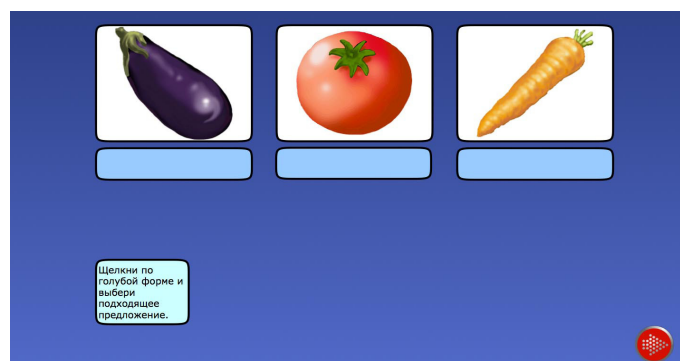 Щелкни по
голубой форме и
выбери
подходящее
предложение.